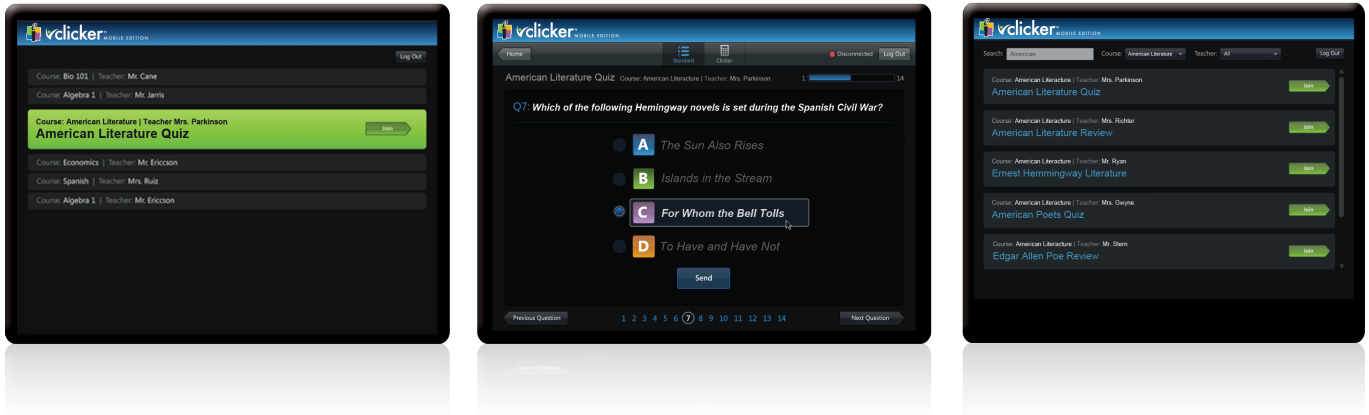 vclicker MOBILE EDITION
Log Out
Course: Bio 101 | Teacher: Mr. Cane
Course: Algebra 1 | Teacher: Mr. Jarris
Course: American Literature | Teacher Mrs. Parkinson
American Literature Quiz
Join
Course: Economics | Teacher: Mr. Ericcson
Course: Spanish | Teacher: Mrs. Ruiz
Course: Algebra 1 | Teacher: Mr. Ericcson
vclicker MOBILE EDITION
Home Standard Clicker Disconnected Log Out
American Literature Quiz Course: American Literacture | Teacher: Mrs. Parkinson 1 14
Q7: Which of the following Hemingway novels is set during the Spanish Civil War?
A The Sun Also Rises
B Islands in the Stream
C For Whom the Bell Tolls
D To Have and Have Not
Send
Previous Question 1 2 3 4 5 6 7 8 9 10 11 12 13 14 Next Question
vclicker MOBILE EDITION
Search: American Course: American Literature Teacher: All Log Out
Course: American Literacture | Teacher: Mrs. Parkinson
American Literature Quiz
Join
Course: American Literacture | Teacher: Mrs. Richter
American Literature Review
Join
Course: American Literacture | Teacher: Mr. Ryan
Ernest Hemmingway Literature
Join
Course: American Literacture | Teacher: Mrs. Gwyne
American Poets Quiz
Join
Course: American Literacture | Teacher: Mr. Stern
Edgar Allen Poe Review
Join